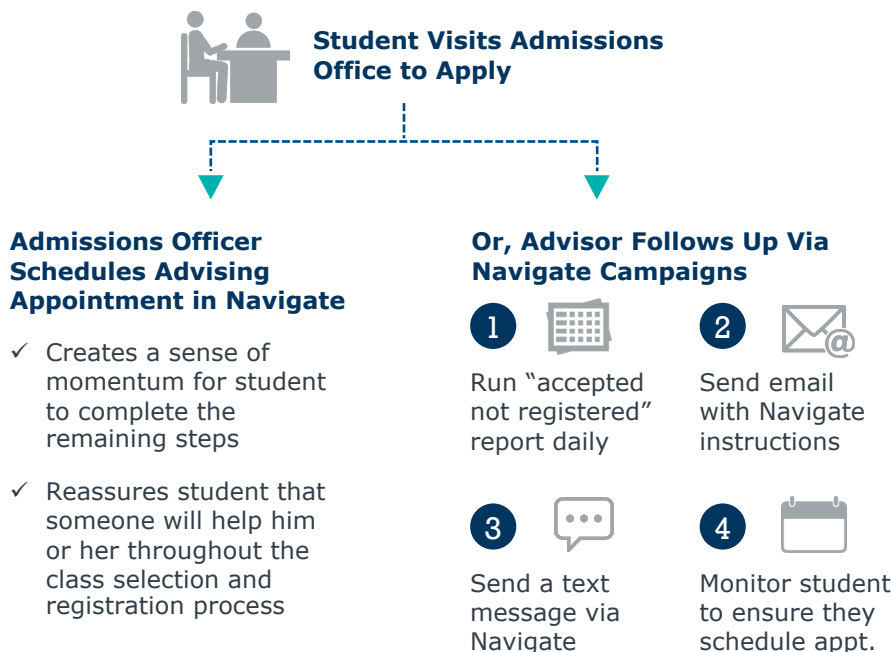 Student Visits Admissions
Office to Apply
Admissions Officer
Schedules Advising
Appointment in Navigate
✓ Creates a sense of
momentum for student
to complete the
remaining steps
✓ Reassures student that
someone will help him
or her throughout the
class selection and
registration process
Or, Advisor Follows Up Via
Navigate Campaigns
1
Run “accepted
not registered”
report daily
2
@
Send email
with Navigate
instructions
3
Send a text
message via
Navigate
4
Monitor student
to ensure they
schedule appt.